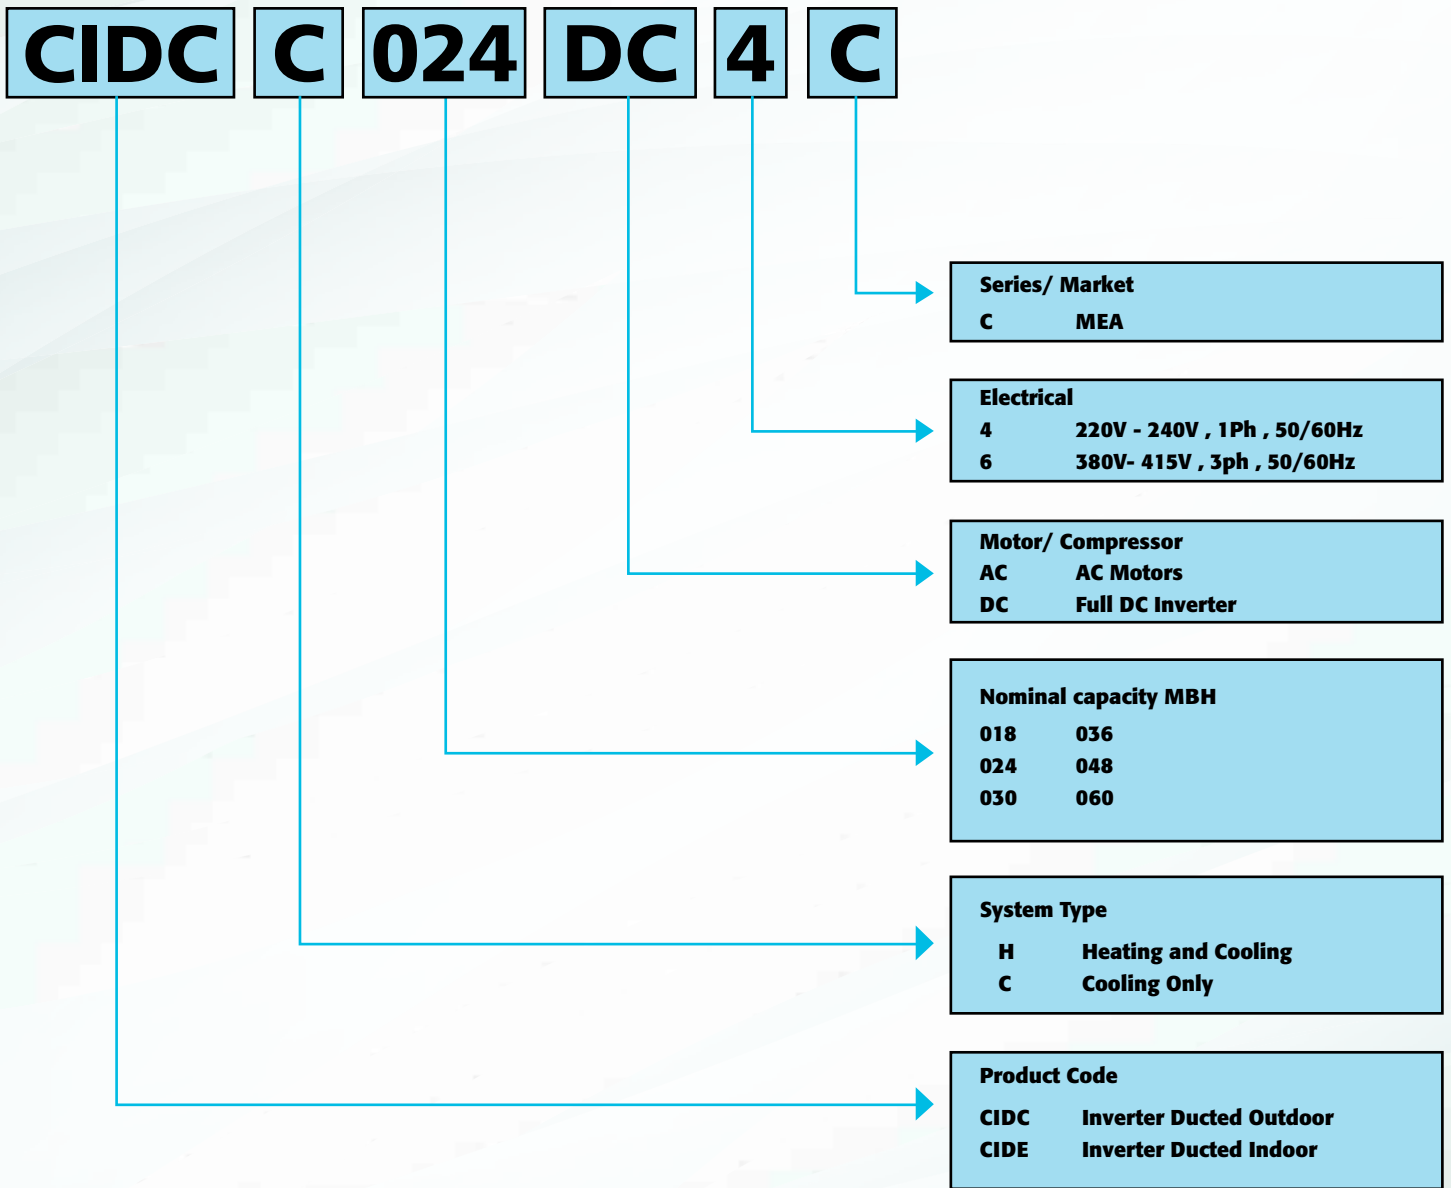 CIDC C 024 DC 4 C
Series/ Market
C MEA
Electrical
4 220V - 240V , 1Ph , 50/60Hz
6 380V- 415V , 3ph , 50/60Hz
Motor/ Compressor
AC AC Motors
DC Full DC Inverter
Nominal capacity MBH
018 036
024 048
030 060
System Type
H Heating and Cooling
C Cooling Only
Product Code
CIDC Inverter Ducted Outdoor
CIDE Inverter Ducted Indoor